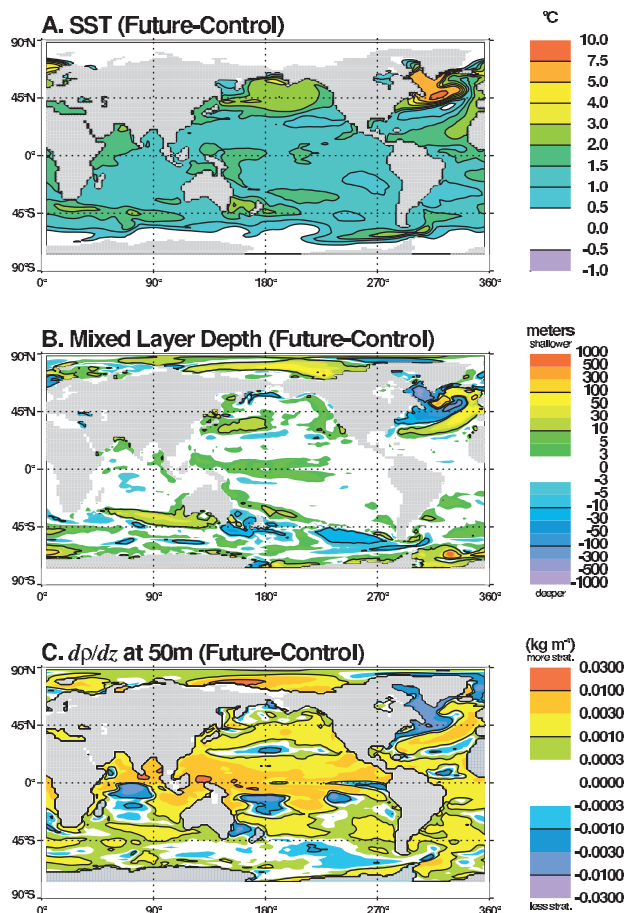 A. SST (Future-Control)
°C
90°N
45°N
0°
45°S
90°S
0°
90°
180°
270°
360°
10.0
7.5
5.0
4.0
3.0
2.0
1.5
1.0
0.5
0.0
-0.5
-1.0
B. Mixed Layer Depth (Future-Control)
meters
shallower
90°N
45°N
0°
45°S
90°S
0°
90°
180°
270°
360°
1000
500
300
100
50
30
10
5
3
0
-3
-5
-10
-30
-50
-100
-300
-500
-1000
deeper
C. dρ/dz at 50m (Future-Control)
(kg m⁻⁴)
more strat.
90°N
45°N
0°
45°S
90°S
0°
90°
180°
270°
360°
0.0300
0.0100
0.0030
0.0010
0.0003
0.0000
-0.0003
-0.0010
-0.0030
-0.0100
-0.0300
less strat.